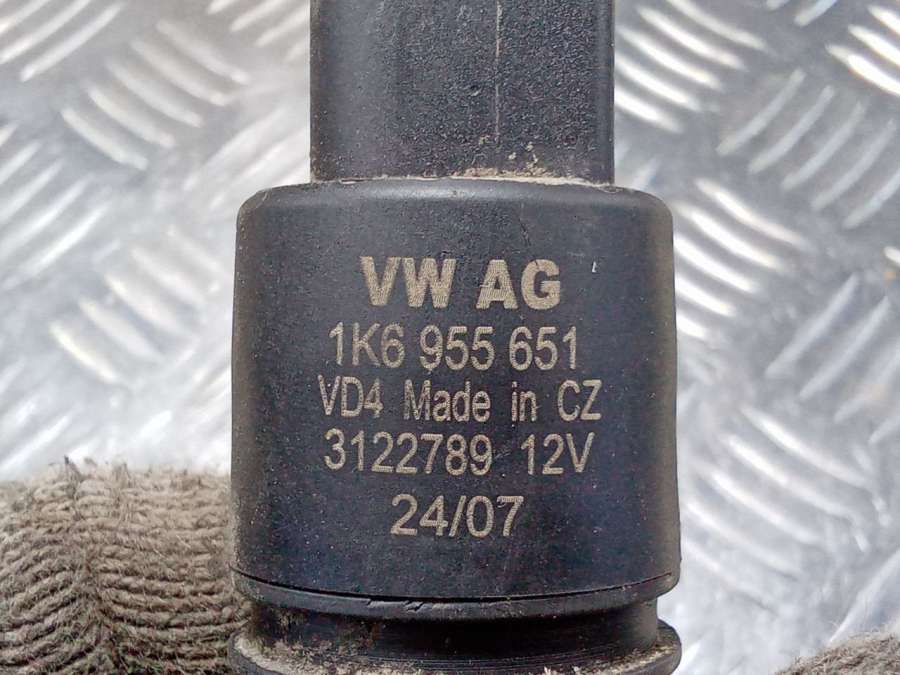 VW AG
1K6 955 651
VD4 Made in CZ
3122789 12V
24/07